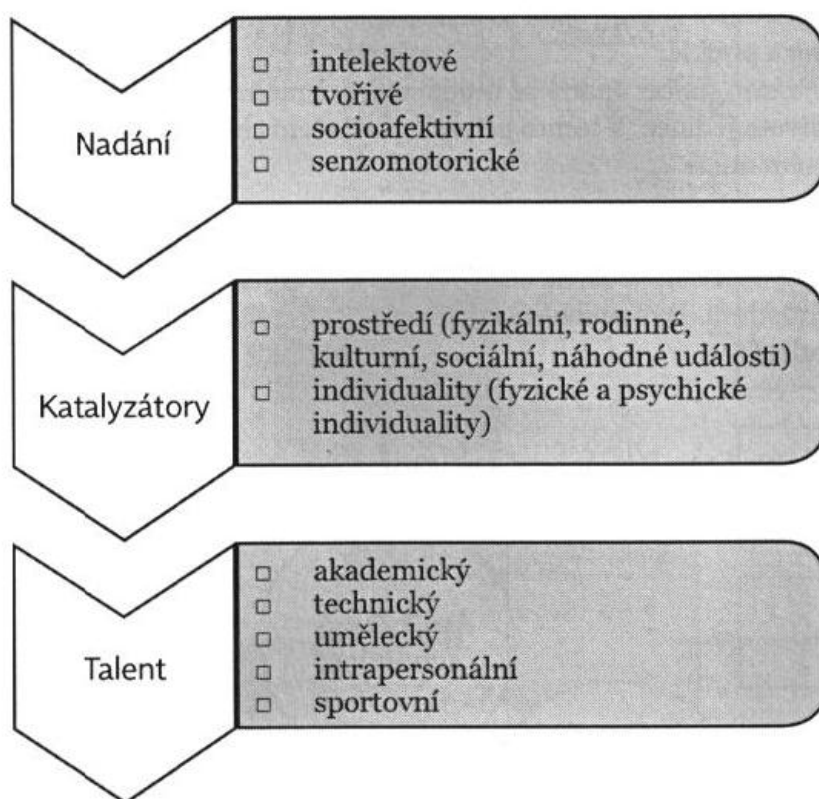 Nadání
□ intelektové
□ tvořivé
□ socioafektivní
□ senzomotorické
Katalyzátory
□ prostředí (fyzikální, rodinné,
kulturní, sociální, náhodné události)
□ individuality (fyzické a psychické
individuality)
Talent
□ akademický
□ technický
□ umělecký
□ intrapersonální
□ sportovní